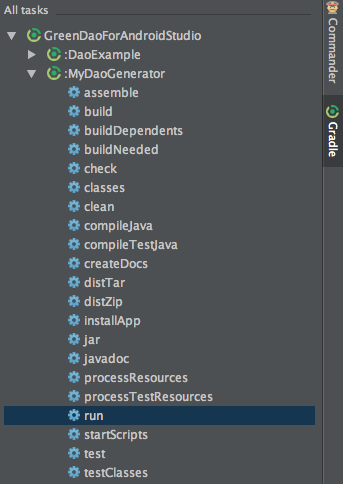 All tasks
GreenDaoForAndroidStudio
:DaoExample
:MyDaoGenerator
assemble
build
buildDependents
buildNeeded
check
classes
clean
compileJava
compileTestJava
createDocs
distTar
distZip
installApp
jar
javadoc
processResources
processTestResources
run
startScripts
test
testClasses
Commander
Gradle